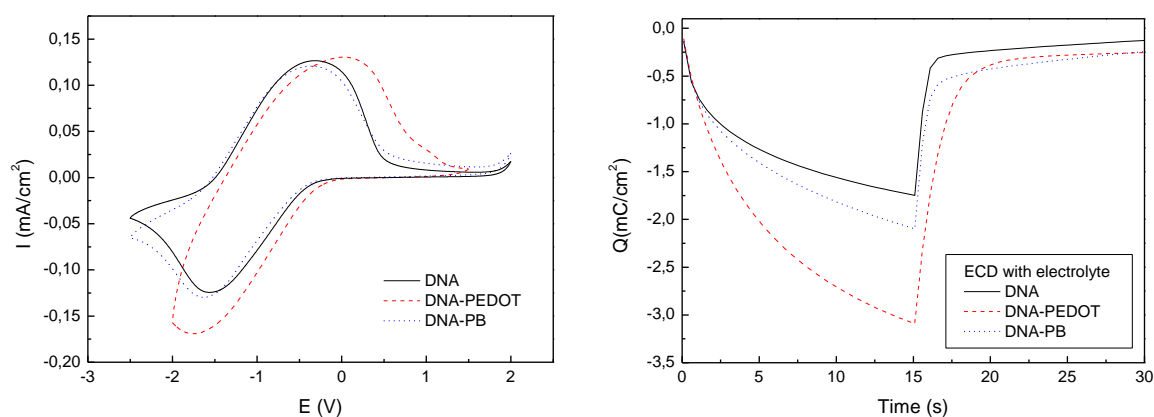 0,15
0,10
0,05
0,00
-0,05
-0,10
-0,15
-0,20
I (mA/cm²)
-3 -2 -1 0 1 2
E (V)
DNA
DNA-PEDOT
DNA-PB
0,0
-0,5
-1,0
-1,5
-2,0
-2,5
-3,0
-3,5
Q(mC/cm²)
0 5 10 15 20 25 30
Time (s)
ECD with electrolyte
DNA
DNA-PEDOT
DNA-PB